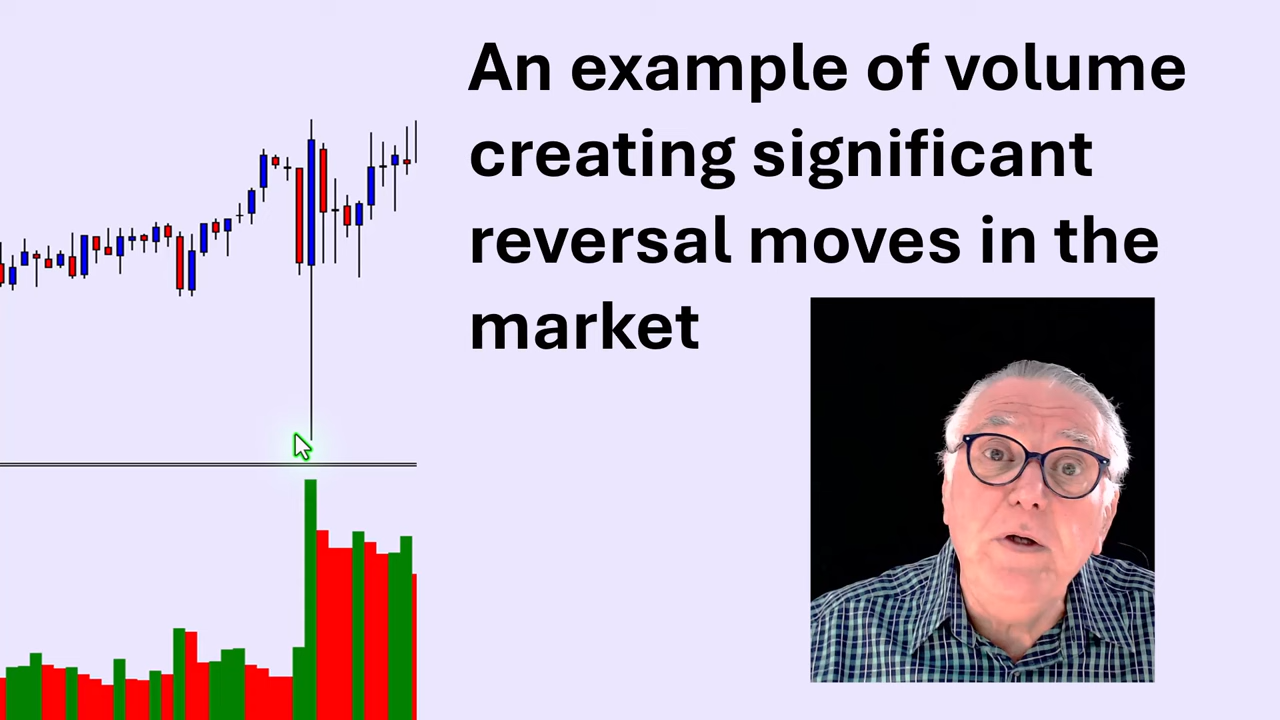 An example of volume
creating significant
reversal moves in the
market